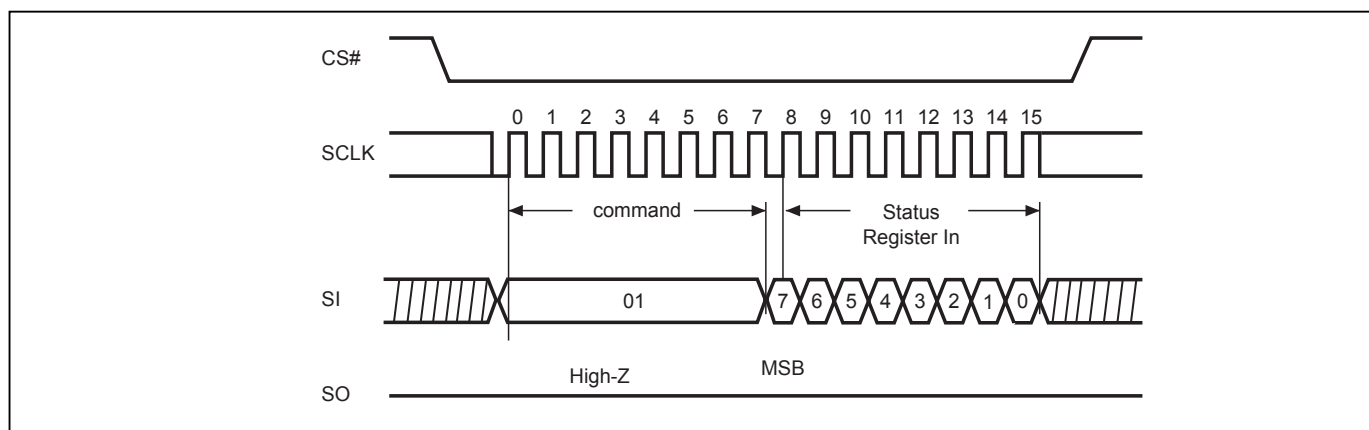 CS#
0 1 2 3 4 5 6 7 8 9 10 11 12 13 14 15
SCLK
command
Status
Register In
SI
01
7 6 5 4 3 2 1 0
MSB
High-Z
SO